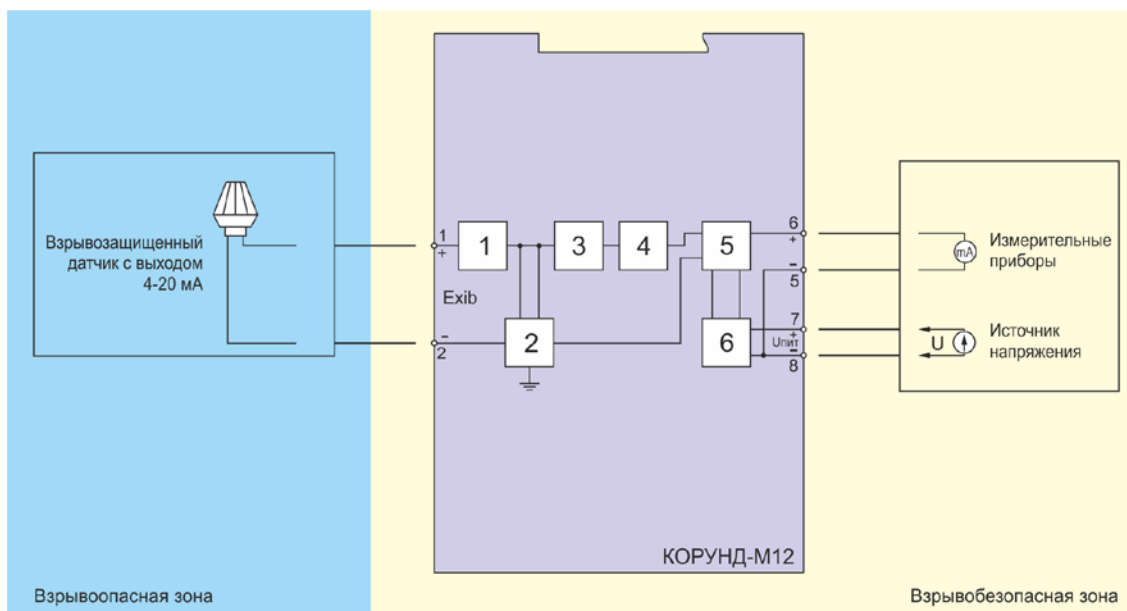 Взрывозащищенный
датчик с выходом
4-20 мА
1
+
Exib
-
2
1
3
4
5
2
6
6
+
-
5
7
+
Uпит
-
8
mA
Измерительные
приборы
U
Источник
напряжения
КОРУНД-М12
Взрывоопасная зона
Взрывобезопасная зона